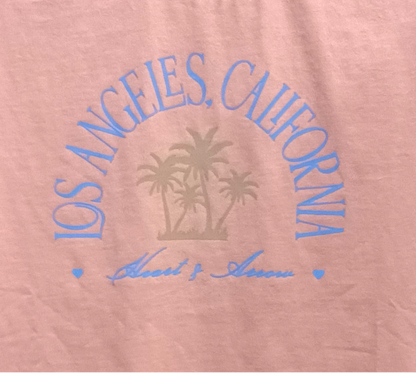 LOS ANGELES, CALIFORNIA
Heart & Arrow